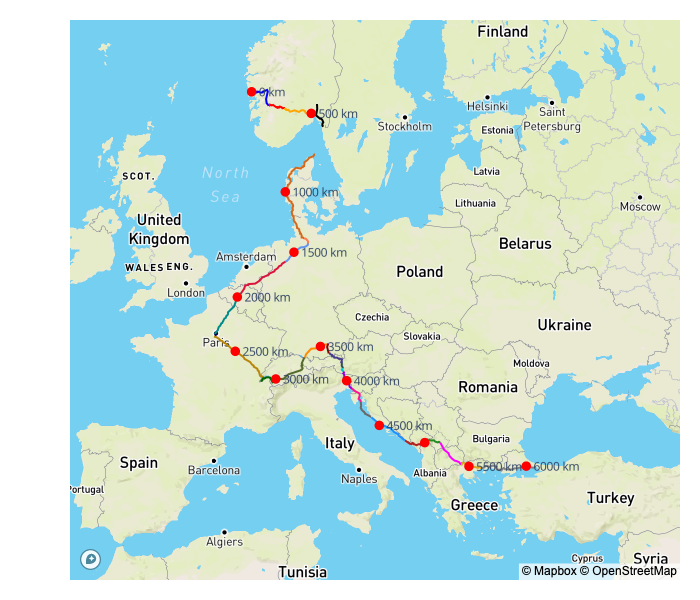 Finland
0 km
500 km
Helsinki
Saint
Petersburg
Stockholm
Estonia
North
Sea
SCOT.
Latvia
1000 km
Lithuania
Moscow
United
Kingdom
Belarus
1500 km
Amsterdam
WALES
ENG.
Poland
London
2000 km
Czechia
Ukraine
Slovakia
Paris
2500 km
3500 km
Moldova
3000 km
4000 km
Romania
4500 km
Bulgaria
Italy
Spain
Barcelona
5500 km
6000 km
Albania
Naples
Portugal
Turkey
Greece
Algiers
Cyprus
Syria
Tunisia
© Mapbox © OpenStreetMap